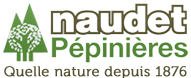 naudet
Pépinières
Quelle nature depuis 1876